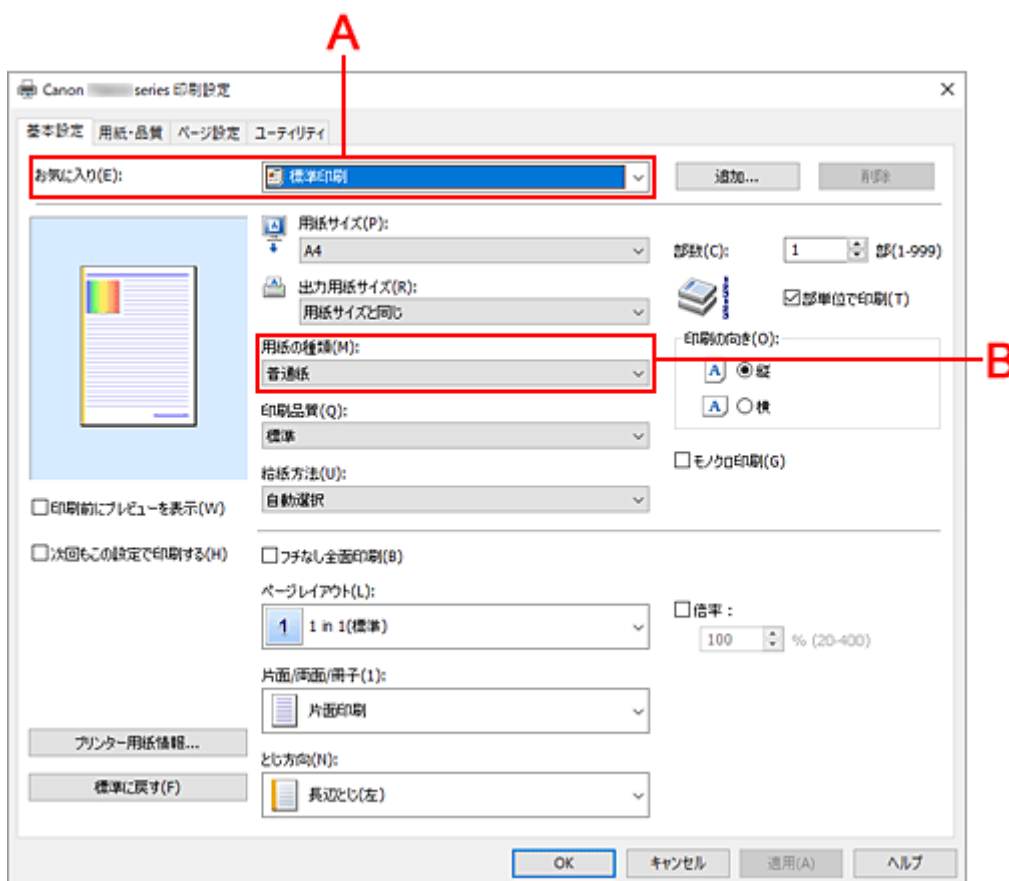 A
Canon series 印刷設定
基本設定 用紙・品質 ページ設定 ユーティリティ
お気に入り(E): 標準印刷 追加... 削除
用紙サイズ(P):
A4
部数(C): 1 部(1-999)
出力用紙サイズ(R):
用紙サイズと同じ
部単位で印刷(T)
用紙の種類(M):
普通紙
印刷の向き(O):
B
縦
横
印刷品質(Q):
標準
モノクロ印刷(G)
給紙方法(U):
自動選択
印刷前にプレビューを表示(W)
次回もこの設定で印刷する(H)
フチなし全面印刷(B)
ページレイアウト(L):
1 1 in 1(標準)
倍率:
100 % (20-400)
片面/両面/冊子(1):
片面印刷
プリンター用紙情報...
とじ方向(N):
標準に戻す(F)
長辺とじ(左)
OK キャンセル 適用(A) ヘルプ